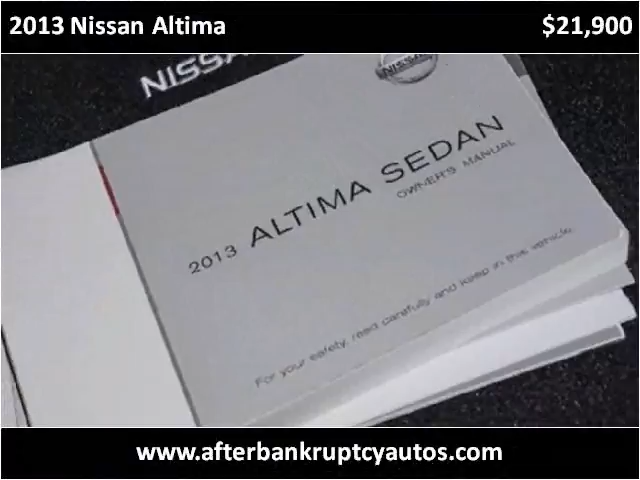 2013 Nissan Altima $21,900
NISSAN
NISSAN
2013 ALTIMA SEDAN
OWNER'S MANUAL
For your safety, read carefully and keep in this vehicle.
www.afterbankruptcyautos.com